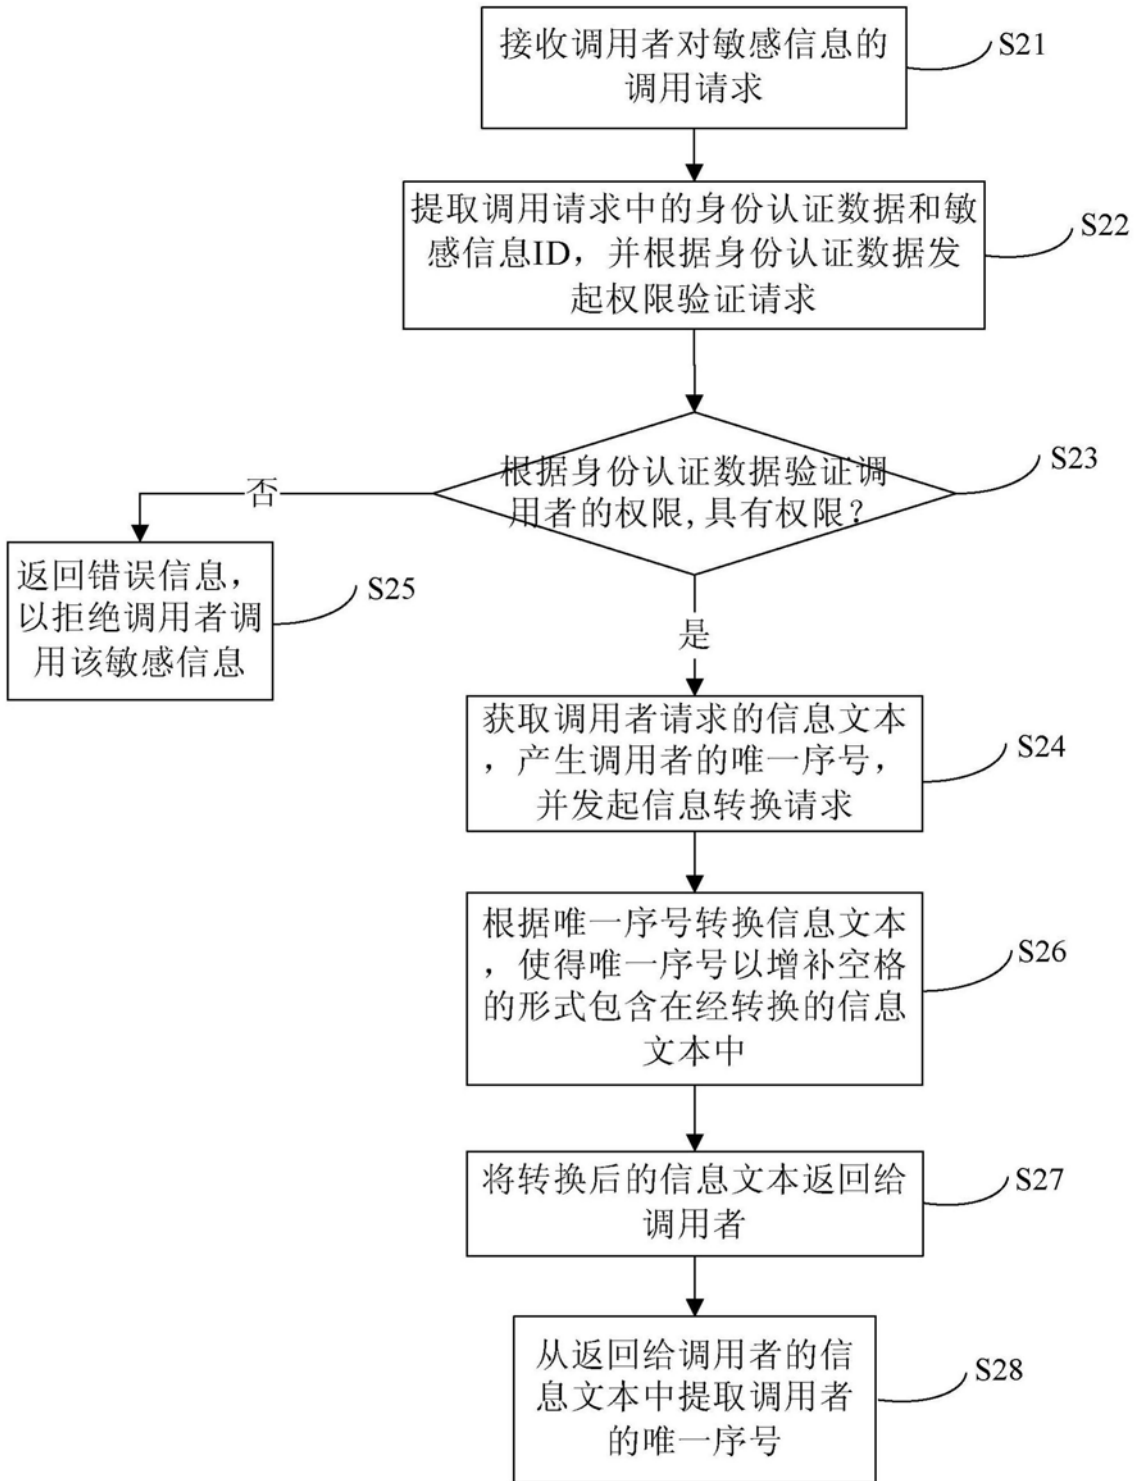 接收调用者对敏感信息的
调用请求
S21
提取调用请求中的身份认证数据和敏
感信息ID，并根据身份认证数据发
起权限验证请求
S22
根据身份认证数据验证调
用者的权限,具有权限？
S23
否
返回错误信息，
以拒绝调用者调
用该敏感信息
S25
是
获取调用者请求的信息文本
，产生调用者的唯一序号，
并发起信息转换请求
S24
根据唯一序号转换信息文本
，使得唯一序号以增补空格
的形式包含在经转换的信息
文本中
S26
将转换后的信息文本返回给
调用者
S27
从返回给调用者的信
息文本中提取调用者
的唯一序号
S28